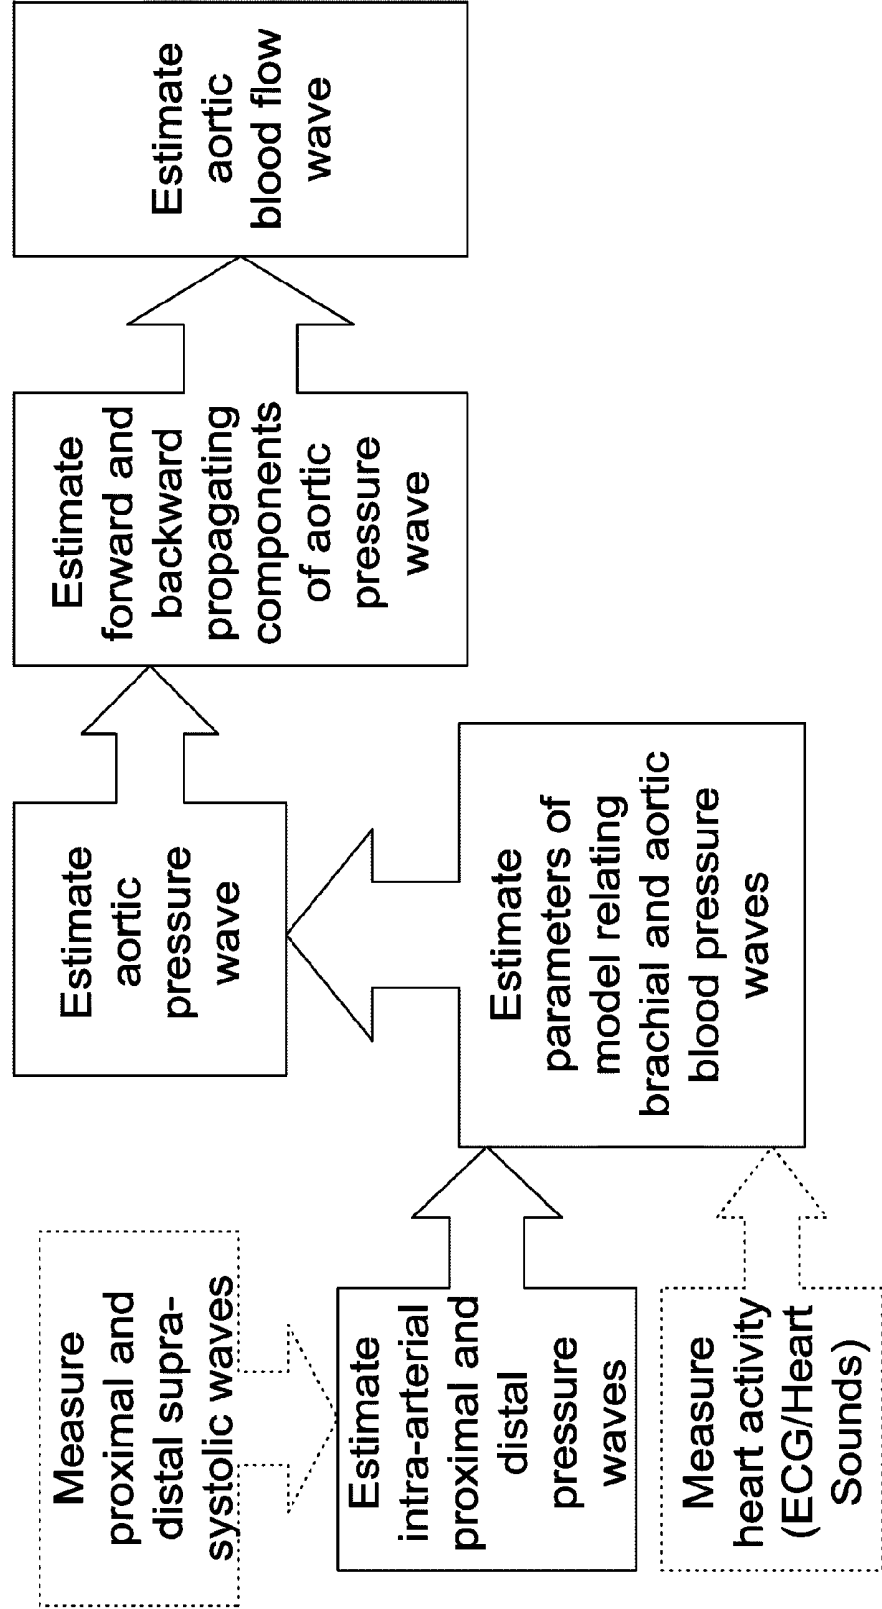 Measure
proximal and
distal supra-
systolic waves
Estimate
intra-arterial
proximal and
distal
pressure
waves
Measure
heart activity
(ECG/Heart
Sounds)
Estimate
parameters of
model relating
brachial and aortic
blood pressure
waves
Estimate
aortic
pressure
wave
Estimate
forward and
backward
propagating
components
of aortic
pressure
wave
Estimate
aortic
blood flow
wave